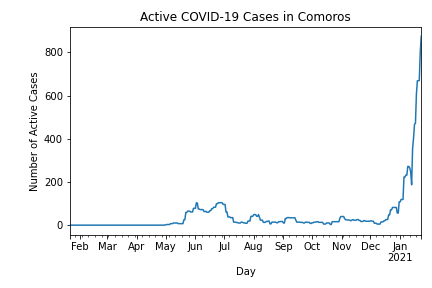 Active COVID-19 Cases in Comoros
Number of Active Cases
800
600
400
200
0
Feb Mar Apr May Jun Jul Aug Sep Oct Nov Dec Jan
2021
Day